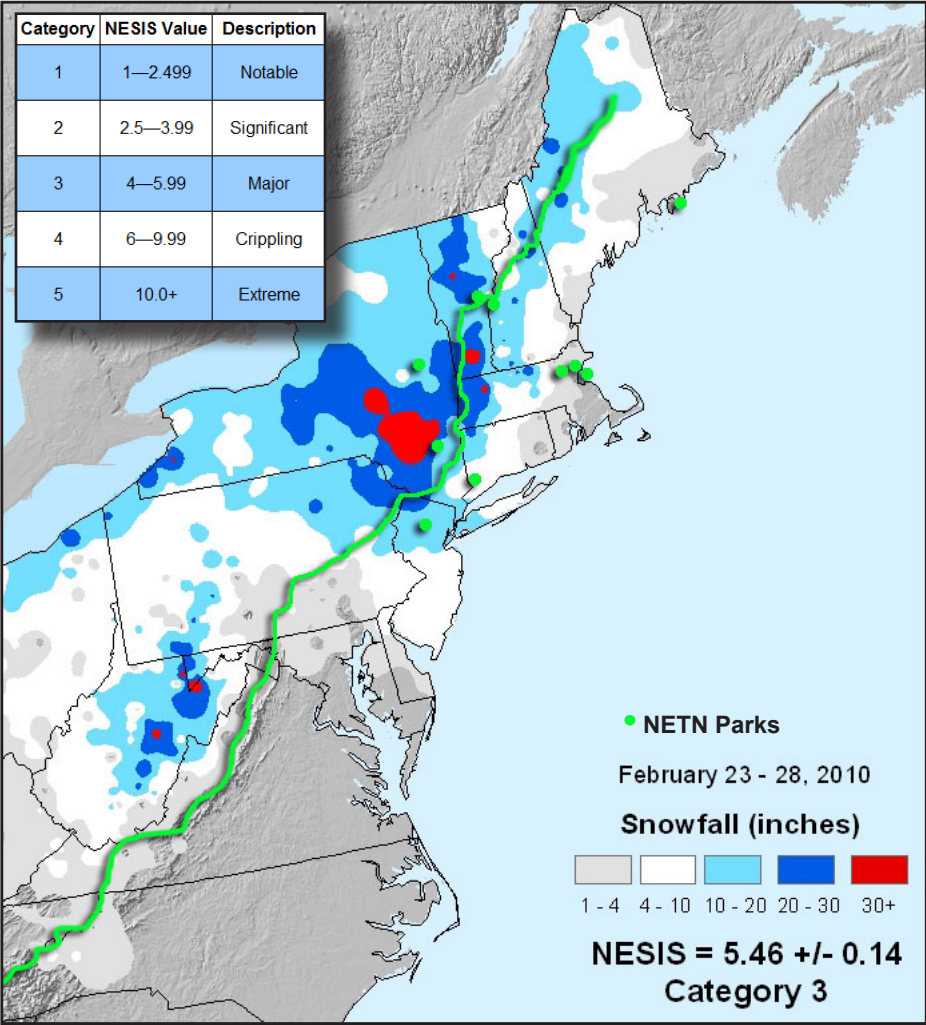 Category NESIS Value Description
1 1—2.499 Notable
2 2.5—3.99 Significant
3 4—5.99 Major
4 6—9.99 Crippling
5 10.0+ Extreme
NETN Parks
February 23 - 28, 2010
Snowfall (inches)
1 - 4 4 - 10 10 - 20 20 - 30 30+
NESIS = 5.46 +/- 0.14
Category 3